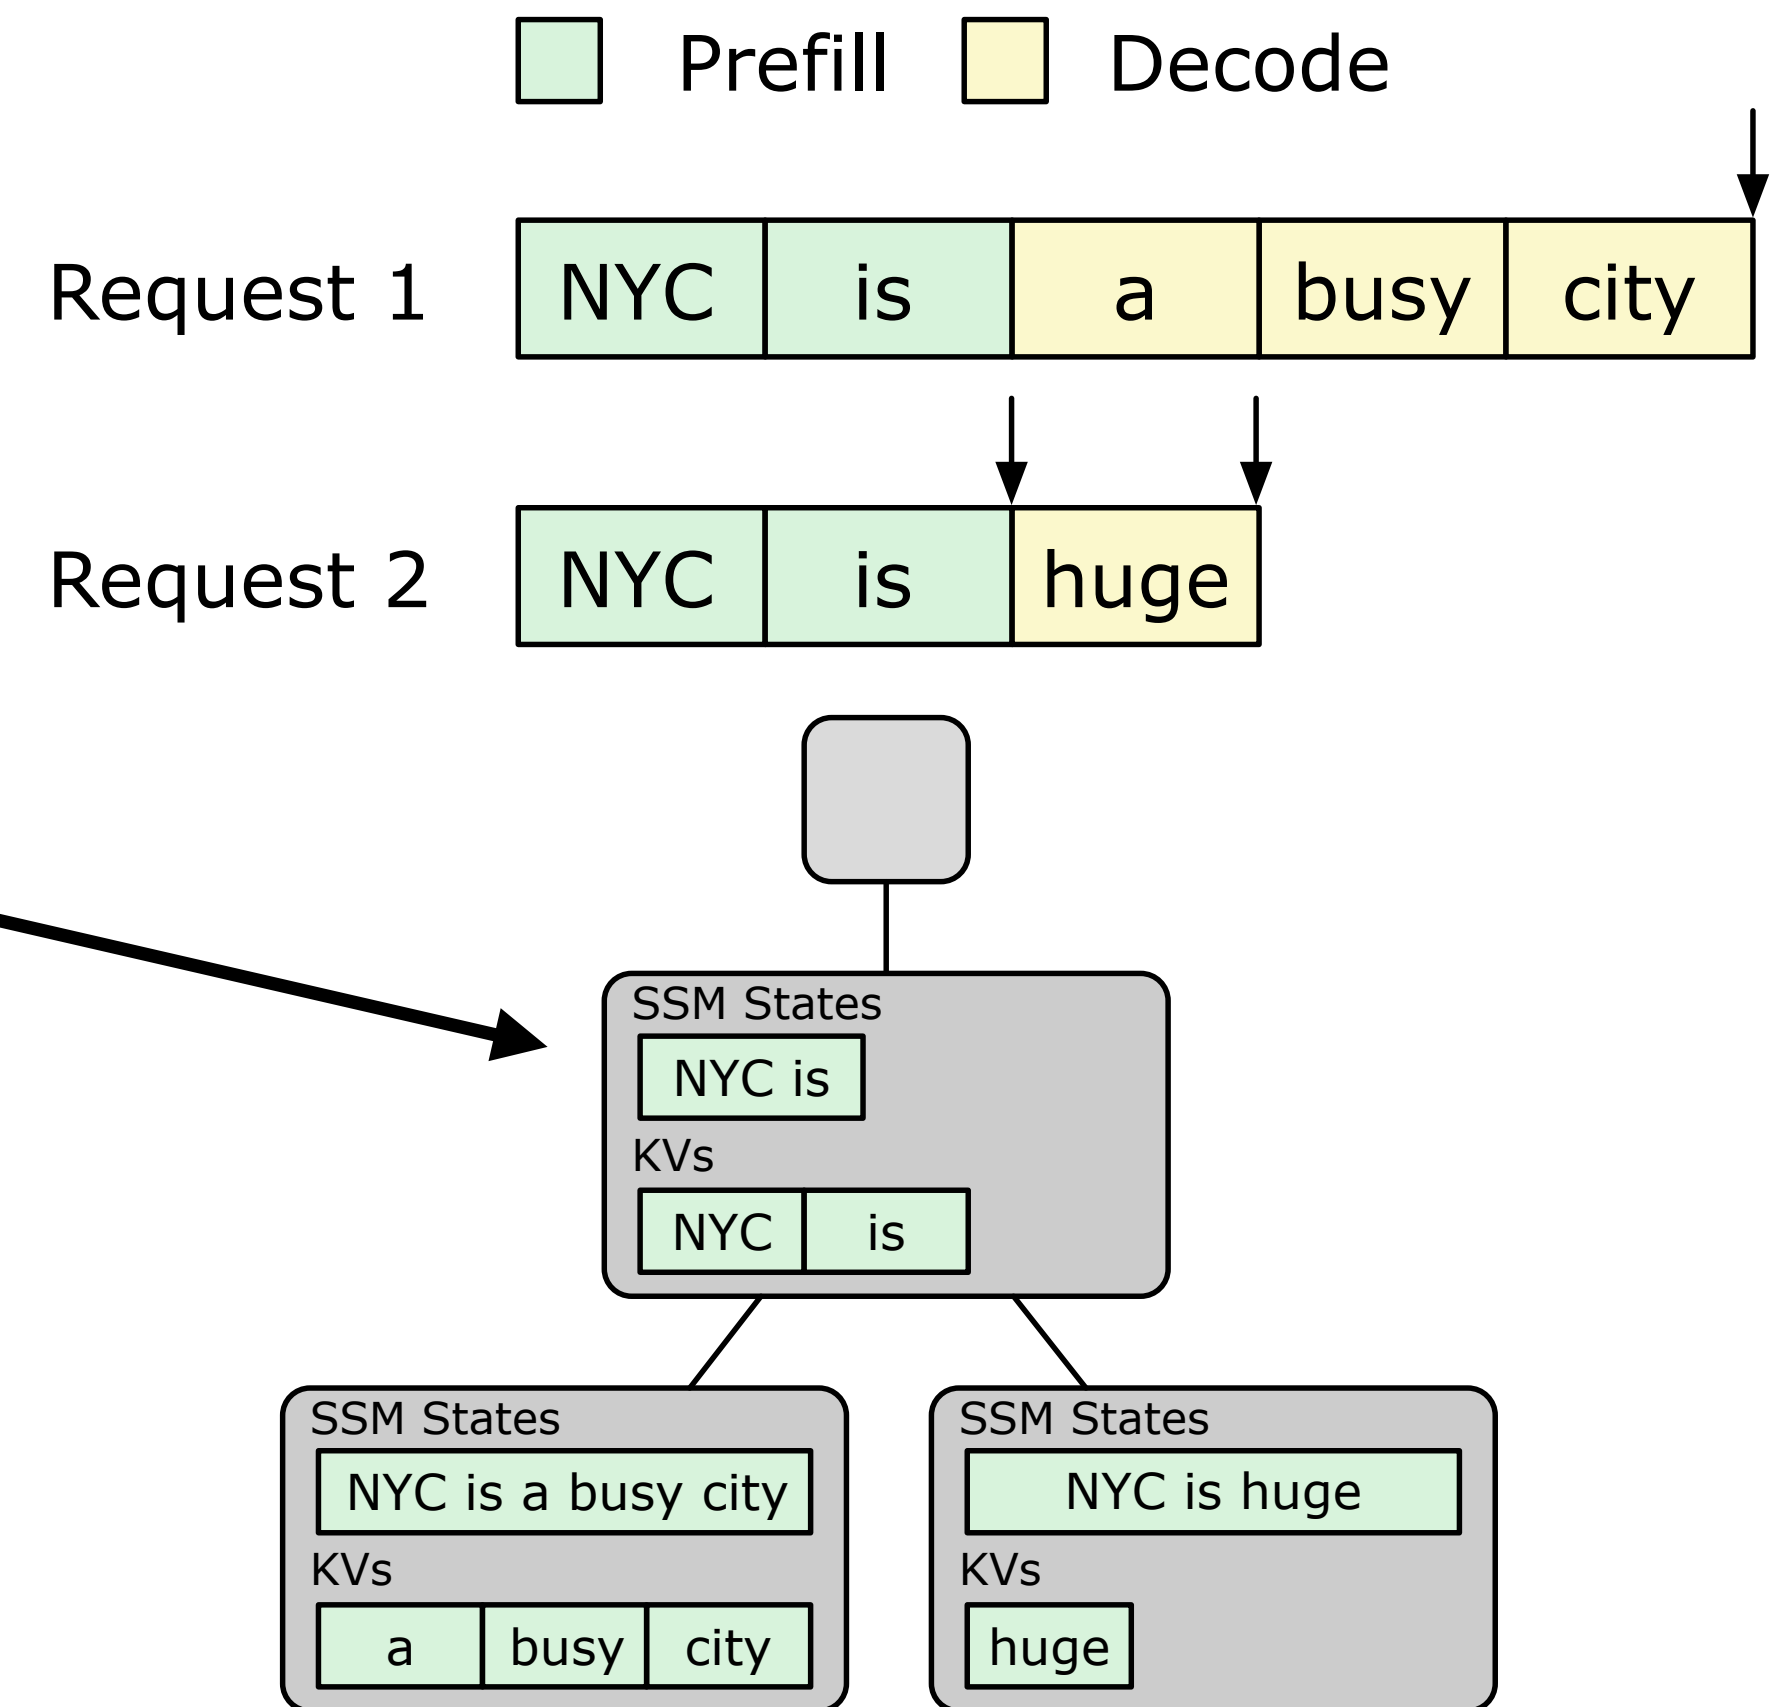 Prefill Decode
Request 1 NYC is a busy city
Request 2 NYC is huge
SSM States
NYC is
KVs
NYC is
SSM States
NYC is a busy city
KVs
a busy city
SSM States
NYC is huge
KVs
huge